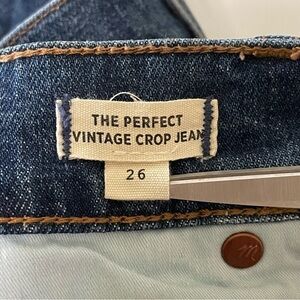 THE PERFECT
VINTAGE CROP JEAN
26
m